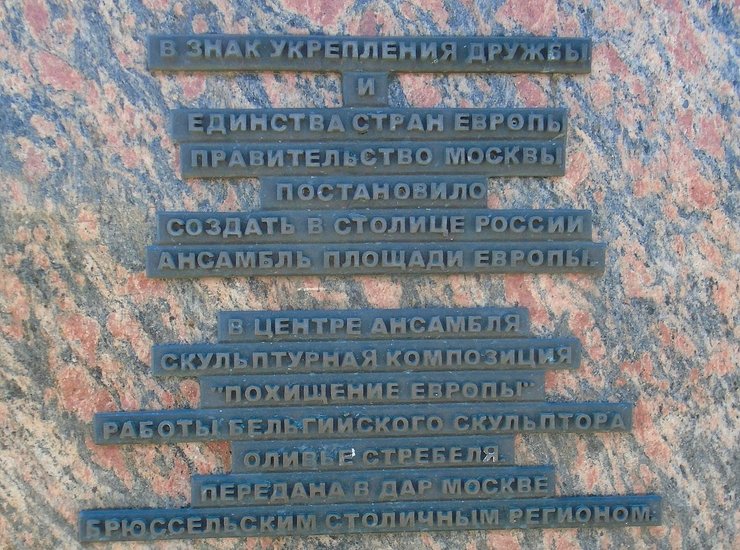 В ЗНАК УКРЕПЛЕНИЯ ДРУЖБЫ
И
ЕДИНСТВА СТРАН ЕВРОПЫ
ПРАВИТЕЛЬСТВО МОСКВЫ
ПОСТАНОВИЛО
СОЗДАТЬ В СТОЛИЦЕ РОССИИ
АНСАМБЛЬ ПЛОЩАДИ ЕВРОПЫ.
В ЦЕНТРЕ АНСАМБЛЯ
СКУЛЬПТУРНАЯ КОМПОЗИЦИЯ
"ПОХИЩЕНИЕ ЕВРОПЫ"
РАБОТЫ БЕЛЬГИЙСКОГО СКУЛЬПТОРА
ОЛИВЬЕ СТРЕБЕЛЯ
ПЕРЕДАНА В ДАР МОСКВЕ
БРЮССЕЛЬСКИМ СТОЛИЧНЫМ РЕГИОНОМ.